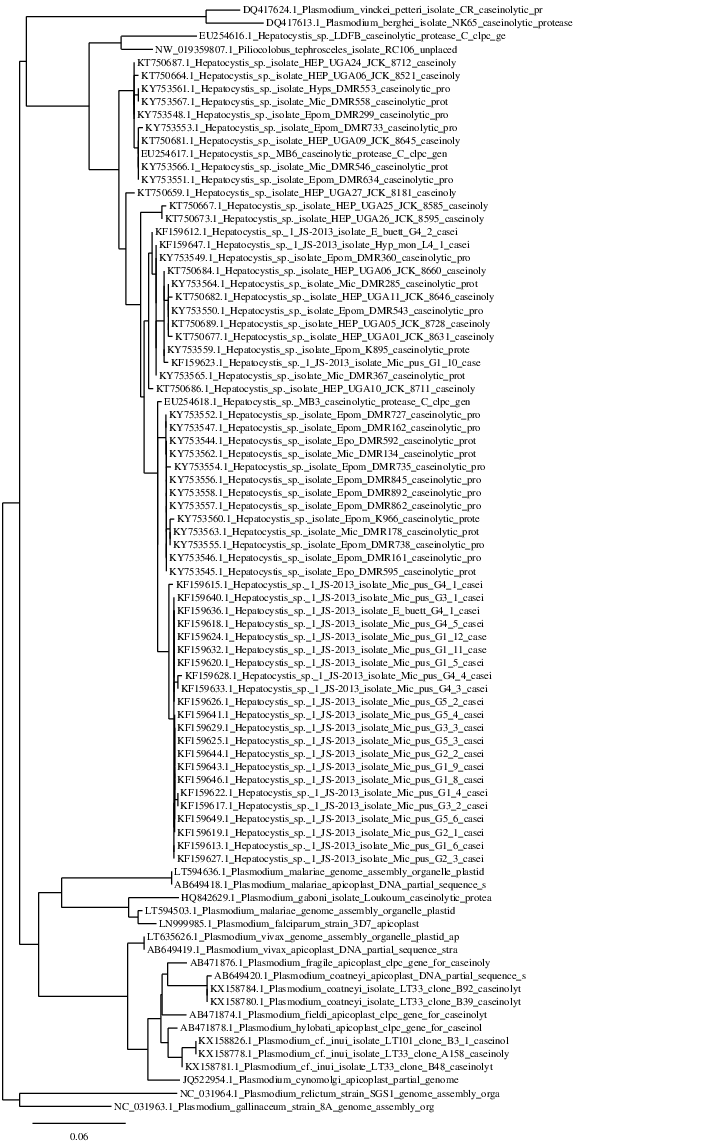 DQ417624.1_Plasmodium_vinckei_petteri_isolate_CR_caseinolytic_pr
DQ417613.1_Plasmodium_berghei_isolate_NK65_caseinolytic_protease
EU254616.1_Hepatocystis_sp._LDFB_caseinolytic_protease_C_clpc_ge
NW_019359807.1_Piliocolobus_tephrosceles_isolate_RC106_unplaced
KT750687.1_Hepatocystis_sp._isolate_HEP_UGA24_JCK_8712_caseinoly
KT750664.1_Hepatocystis_sp._isolate_HEP_UGA06_JCK_8521_caseinoly
KY753561.1_Hepatocystis_sp._isolate_Hyps_DMR553_caseinolytic_pro
KY753567.1_Hepatocystis_sp._isolate_Mic_DMR558_caseinolytic_prot
KY753548.1_Hepatocystis_sp._isolate_Epom_DMR299_caseinolytic_pro
KY753553.1_Hepatocystis_sp._isolate_Epom_DMR733_caseinolytic_pro
KT750681.1_Hepatocystis_sp._isolate_HEP_UGA09_JCK_8645_caseinoly
EU254617.1_Hepatocystis_sp._MB6_caseinolytic_protease_C_clpc_gen
KY753566.1_Hepatocystis_sp._isolate_Mic_DMR546_caseinolytic_prot
KY753551.1_Hepatocystis_sp._isolate_Epom_DMR634_caseinolytic_pro
KT750659.1_Hepatocystis_sp._isolate_HEP_UGA27_JCK_8181_caseinoly
KT750667.1_Hepatocystis_sp._isolate_HEP_UGA25_JCK_8585_caseinoly
KT750673.1_Hepatocystis_sp._isolate_HEP_UGA26_JCK_8595_caseinoly
KF159612.1_Hepatocystis_sp._1_JS-2013_isolate_E_buett_G4_2_casei
KF159647.1_Hepatocystis_sp._1_JS-2013_isolate_Hyp_mon_L4_1_casei
KY753549.1_Hepatocystis_sp._isolate_Epom_DMR360_caseinolytic_pro
KT750684.1_Hepatocystis_sp._isolate_HEP_UGA06_JCK_8660_caseinoly
KY753564.1_Hepatocystis_sp._isolate_Mic_DMR285_caseinolytic_prot
KT750682.1_Hepatocystis_sp._isolate_HEP_UGA11_JCK_8646_caseinoly
KY753550.1_Hepatocystis_sp._isolate_Epom_DMR543_caseinolytic_pro
KT750689.1_Hepatocystis_sp._isolate_HEP_UGA05_JCK_8728_caseinoly
KT750677.1_Hepatocystis_sp._isolate_HEP_UGA01_JCK_8631_caseinoly
KY753559.1_Hepatocystis_sp._isolate_Epom_K895_caseinolytic_prote
KF159623.1_Hepatocystis_sp._1_JS-2013_isolate_Mic_pus_G1_10_case
KY753565.1_Hepatocystis_sp._isolate_Mic_DMR367_caseinolytic_prot
KT750686.1_Hepatocystis_sp._isolate_HEP_UGA10_JCK_8711_caseinoly
EU254618.1_Hepatocystis_sp._MB3_caseinolytic_protease_C_clpc_gen
KY753552.1_Hepatocystis_sp._isolate_Epom_DMR727_caseinolytic_pro
KY753547.1_Hepatocystis_sp._isolate_Epom_DMR162_caseinolytic_pro
KY753544.1_Hepatocystis_sp._isolate_Epo_DMR592_caseinolytic_prot
KY753562.1_Hepatocystis_sp._isolate_Mic_DMR134_caseinolytic_prot
KY753554.1_Hepatocystis_sp._isolate_Epom_DMR735_caseinolytic_pro
KY753556.1_Hepatocystis_sp._isolate_Epom_DMR845_caseinolytic_pro
KY753558.1_Hepatocystis_sp._isolate_Epom_DMR892_caseinolytic_pro
KY753557.1_Hepatocystis_sp._isolate_Epom_DMR862_caseinolytic_pro
KY753560.1_Hepatocystis_sp._isolate_Epom_K966_caseinolytic_prote
KY753563.1_Hepatocystis_sp._isolate_Mic_DMR178_caseinolytic_prot
KY753555.1_Hepatocystis_sp._isolate_Epom_DMR738_caseinolytic_pro
KY753546.1_Hepatocystis_sp._isolate_Epom_DMR161_caseinolytic_pro
KY753545.1_Hepatocystis_sp._isolate_Epo_DMR595_caseinolytic_prot
KF159615.1_Hepatocystis_sp._1_JS-2013_isolate_Mic_pus_G4_1_casei
KF159640.1_Hepatocystis_sp._1_JS-2013_isolate_Mic_pus_G3_1_casei
KF159636.1_Hepatocystis_sp._1_JS-2013_isolate_E_buett_G4_1_casei
KF159618.1_Hepatocystis_sp._1_JS-2013_isolate_Mic_pus_G4_5_casei
KF159624.1_Hepatocystis_sp._1_JS-2013_isolate_Mic_pus_G1_12_case
KF159632.1_Hepatocystis_sp._1_JS-2013_isolate_Mic_pus_G1_11_case
KF159620.1_Hepatocystis_sp._1_JS-2013_isolate_Mic_pus_G1_5_casei
KF159628.1_Hepatocystis_sp._1_JS-2013_isolate_Mic_pus_G4_4_casei
KF159633.1_Hepatocystis_sp._1_JS-2013_isolate_Mic_pus_G4_3_casei
KF159626.1_Hepatocystis_sp._1_JS-2013_isolate_Mic_pus_G5_2_casei
KF159641.1_Hepatocystis_sp._1_JS-2013_isolate_Mic_pus_G5_4_casei
KF159629.1_Hepatocystis_sp._1_JS-2013_isolate_Mic_pus_G3_3_casei
KF159625.1_Hepatocystis_sp._1_JS-2013_isolate_Mic_pus_G5_3_casei
KF159644.1_Hepatocystis_sp._1_JS-2013_isolate_Mic_pus_G2_2_casei
KF159643.1_Hepatocystis_sp._1_JS-2013_isolate_Mic_pus_G1_9_casei
KF159646.1_Hepatocystis_sp._1_JS-2013_isolate_Mic_pus_G1_8_casei
KF159622.1_Hepatocystis_sp._1_JS-2013_isolate_Mic_pus_G1_4_casei
KF159617.1_Hepatocystis_sp._1_JS-2013_isolate_Mic_pus_G3_2_casei
KF159649.1_Hepatocystis_sp._1_JS-2013_isolate_Mic_pus_G5_6_casei
KF159619.1_Hepatocystis_sp._1_JS-2013_isolate_Mic_pus_G2_1_casei
KF159613.1_Hepatocystis_sp._1_JS-2013_isolate_Mic_pus_G1_6_casei
KF159627.1_Hepatocystis_sp._1_JS-2013_isolate_Mic_pus_G2_3_casei
LT594636.1_Plasmodium_malariae_genome_assembly_organelle_plastid
AB649418.1_Plasmodium_malariae_apicoplast_DNA_partial_sequence_s
HQ842629.1_Plasmodium_gaboni_isolate_Loukoum_caseinolytic_protea
LT594503.1_Plasmodium_malariae_genome_assembly_organelle_plastid
LN999985.1_Plasmodium_falciparum_strain_3D7_apicoplast
LT635626.1_Plasmodium_vivax_genome_assembly_organelle_plastid_ap
AB649419.1_Plasmodium_vivax_apicoplast_DNA_partial_sequence_stra
AB471876.1_Plasmodium_fragile_apicoplast_clpc_gene_for_caseinoly
AB649420.1_Plasmodium_coatneyi_apicoplast_DNA_partial_sequence_s
KX158784.1_Plasmodium_coatneyi_isolate_LT33_clone_B92_caseinolyt
KX158780.1_Plasmodium_coatneyi_isolate_LT33_clone_B39_caseinolyt
AB471874.1_Plasmodium_fieldi_apicoplast_clpc_gene_for_caseinolyt
AB471878.1_Plasmodium_hylobati_apicoplast_clpc_gene_for_caseinol
KX158826.1_Plasmodium_cf._inui_isolate_LT101_clone_B3_1_caseinol
KX158778.1_Plasmodium_cf._inui_isolate_LT33_clone_A158_caseinoly
KX158781.1_Plasmodium_cf._inui_isolate_LT33_clone_B48_caseinolyt
JQ522954.1_Plasmodium_cynomolgi_apicoplast_partial_genome
NC_031964.1_Plasmodium_relictum_strain_SGS1_genome_assembly_orga
NC_031963.1_Plasmodium_gallinaceum_strain_8A_genome_assembly_org
0.06